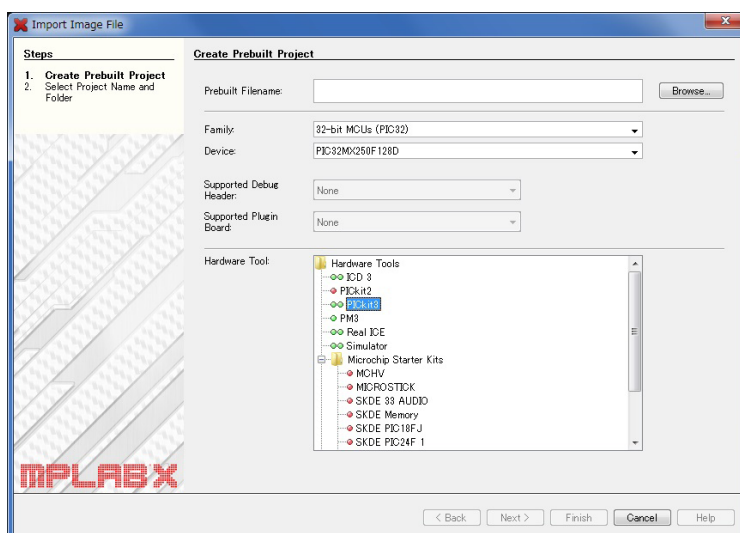 Import Image File
Steps
1. Create Prebuilt Project
2. Select Project Name and
Folder
MPLAB X
Create Prebuilt Project
Prebuilt Filename:
Browse...
Family: 32-bit MCUs (PIC32)
Device: PIC32MX250F128D
Supported Debug
Header: None
Supported Plugin
Board: None
Hardware Tool:
Hardware Tools
ICD 3
PICkit2
PICkit3
PM3
Real ICE
Simulator
Microchip Starter Kits
MCHV
MICROSTICK
SKDE 33 AUDIO
SKDE Memory
SKDE PIC18FJ
SKDE PIC24F 1
< Back Next > Finish Cancel Help